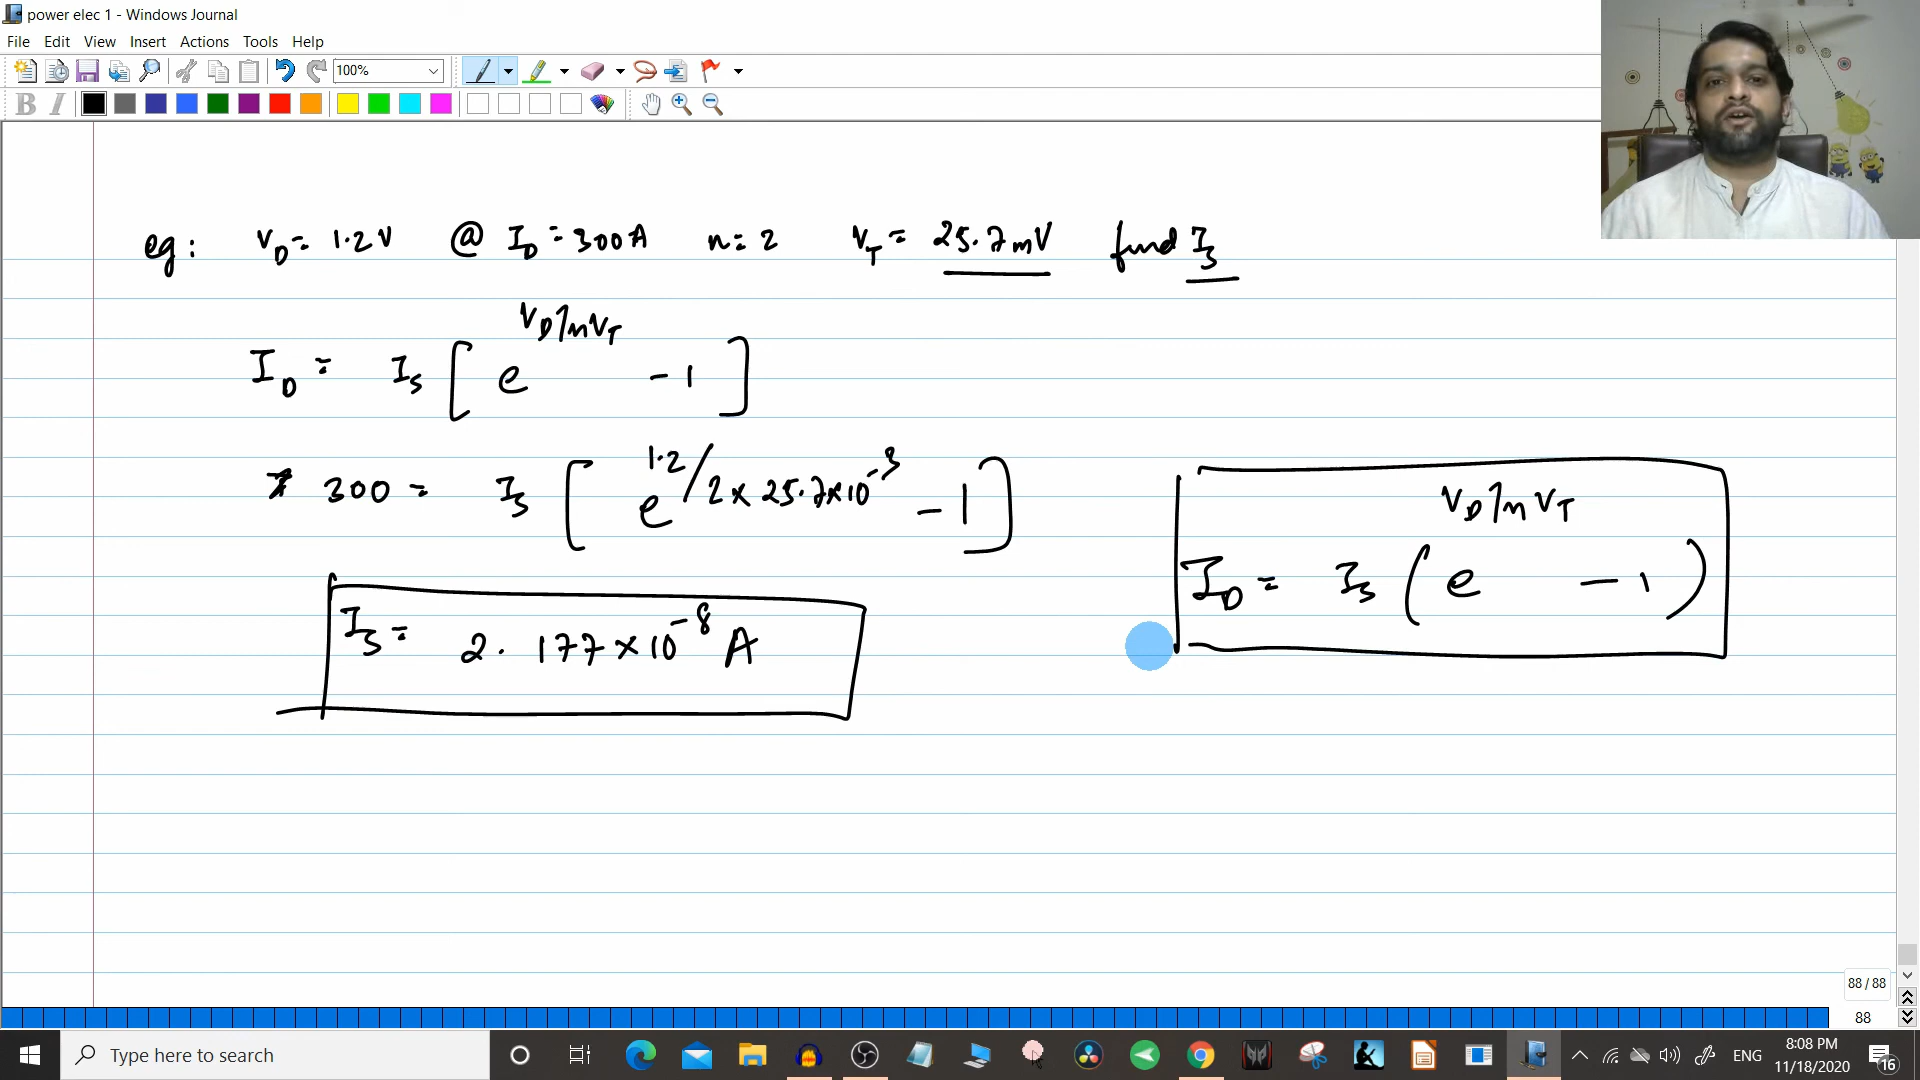 power elec 1 - Windows Journal
File Edit View Insert Actions Tools Help
100%
B I
eg: V_D = 1.2V @ I_D = 300A n = 2 V_T = 25.7mV find I_S
I_D = I_S [ e^{V_D/nV_T} - 1 ]
300 = I_S [ e^{1.2/2×25.7×10^{-3}} - 1 ]
I_S = 2.177 × 10^{-8} A
I_D = I_S ( e^{V_D/nV_T} - 1 )
88 / 88
88
Type here to search
ENG
8:08 PM
11/18/2020
16